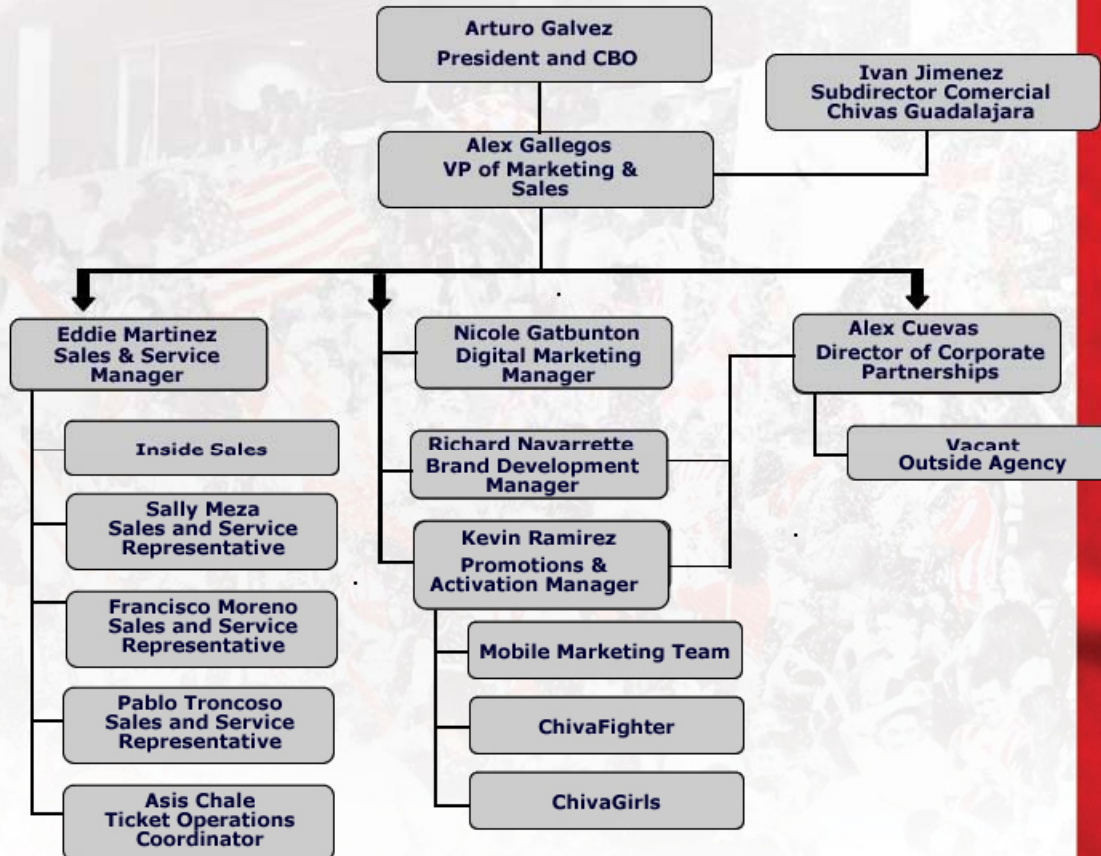 Arturo Galvez
President and CBO
Ivan Jimenez
Subdirector Comercial
Chivas Guadalajara
Alex Gallegos
VP of Marketing &
Sales
Eddie Martinez
Sales & Service
Manager
Inside Sales
Sally Meza
Sales and Service
Representative
Francisco Moreno
Sales and Service
Representative
Pablo Troncoso
Sales and Service
Representative
Asis Chale
Ticket Operations
Coordinator
Nicole Gatbunton
Digital Marketing
Manager
Richard Navarrette
Brand Development
Manager
Kevin Ramirez
Promotions &
Activation Manager
Mobile Marketing Team
ChivaFighter
ChivaGirls
Alex Cuevas
Director of Corporate
Partnerships
Vacant
Outside Agency